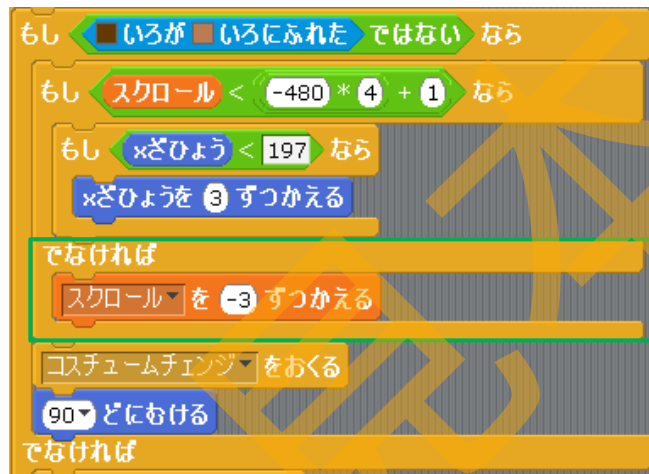 もし いろが いろにふれた ではない なら
もし スクロール < -480 * 4 + 1 なら
もし xざひょう < 197 なら
xざひょうを 3 ずつかえる
でなければ
スクロール を -3 ずつかえる
コスチュームチェンジ をおくる
90 どにむける
でなければ